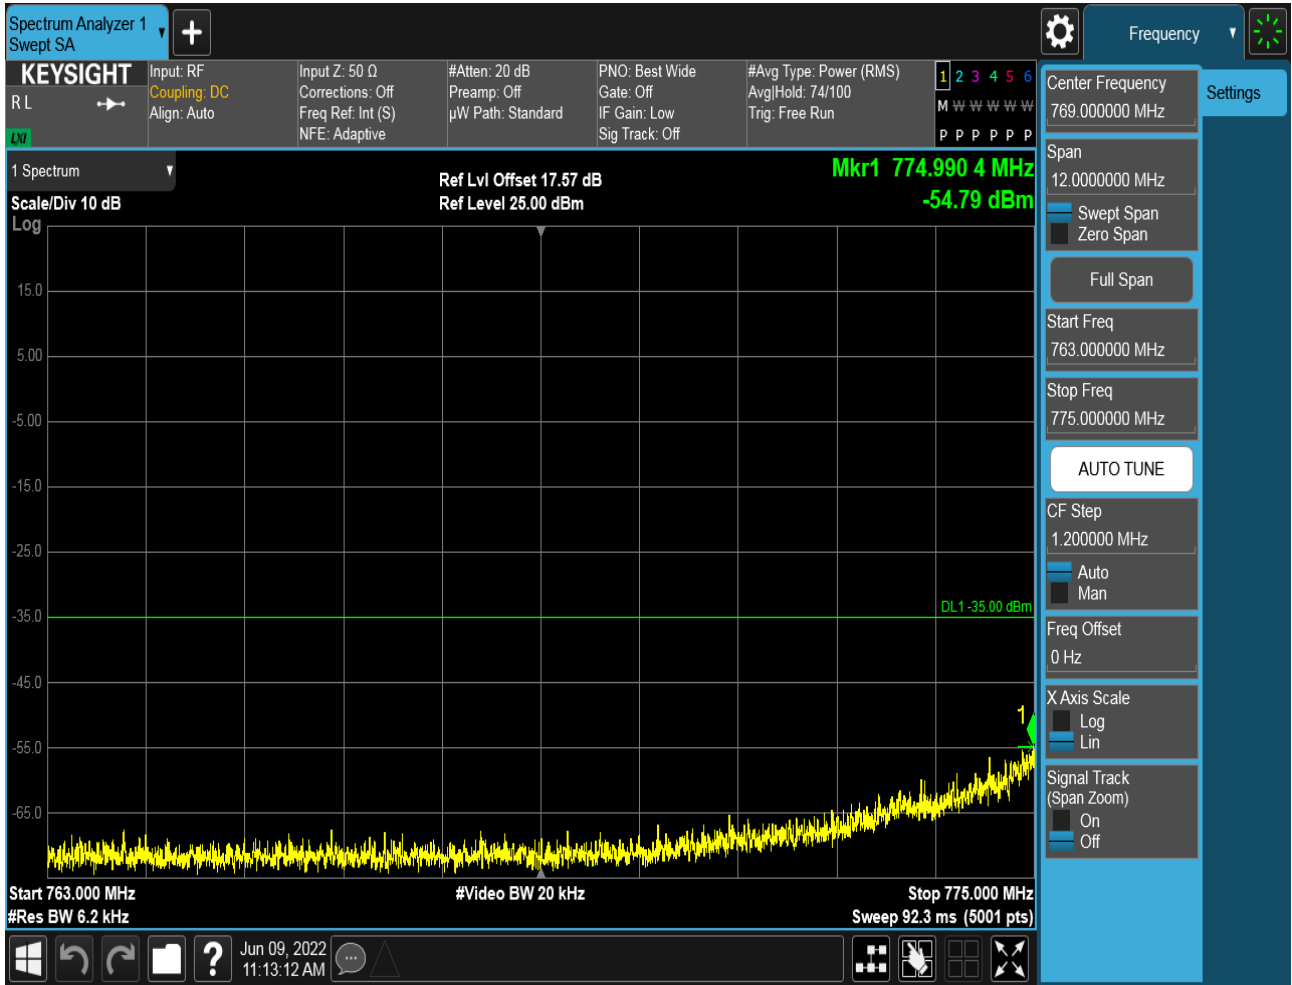 Spectrum Analyzer 1
Swept SA
Frequency
KEYSIGHT
R L
LXI
Input: RF
Coupling: DC
Align: Auto
Input Z: 50 Ω
Corrections: Off
Freq Ref: Int (S)
NFE: Adaptive
#Atten: 20 dB
Preamp: Off
µW Path: Standard
PNO: Best Wide
Gate: Off
IF Gain: Low
Sig Track: Off
#Avg Type: Power (RMS)
Avg|Hold: 74/100
Trig: Free Run
1 2 3 4 5 6
M W W W W W
P P P P P P
1 Spectrum
Scale/Div 10 dB
Log
Ref Lvl Offset 17.57 dB
Ref Level 25.00 dBm
Mkr1 774.990 4 MHz
-54.79 dBm
15.0
5.00
-5.00
-15.0
-25.0
-35.0
-45.0
-55.0
-65.0
DL1 -35.00 dBm
1
Start 763.000 MHz
#Res BW 6.2 kHz
#Video BW 20 kHz
Stop 775.000 MHz
Sweep 92.3 ms (5001 pts)
Center Frequency
769.000000 MHz
Span
12.0000000 MHz
Swept Span
Zero Span
Full Span
Start Freq
763.000000 MHz
Stop Freq
775.000000 MHz
AUTO TUNE
CF Step
1.200000 MHz
Auto
Man
Freq Offset
0 Hz
X Axis Scale
Log
Lin
Signal Track
(Span Zoom)
On
Off
Settings
?
Jun 09, 2022
11:13:12 AM